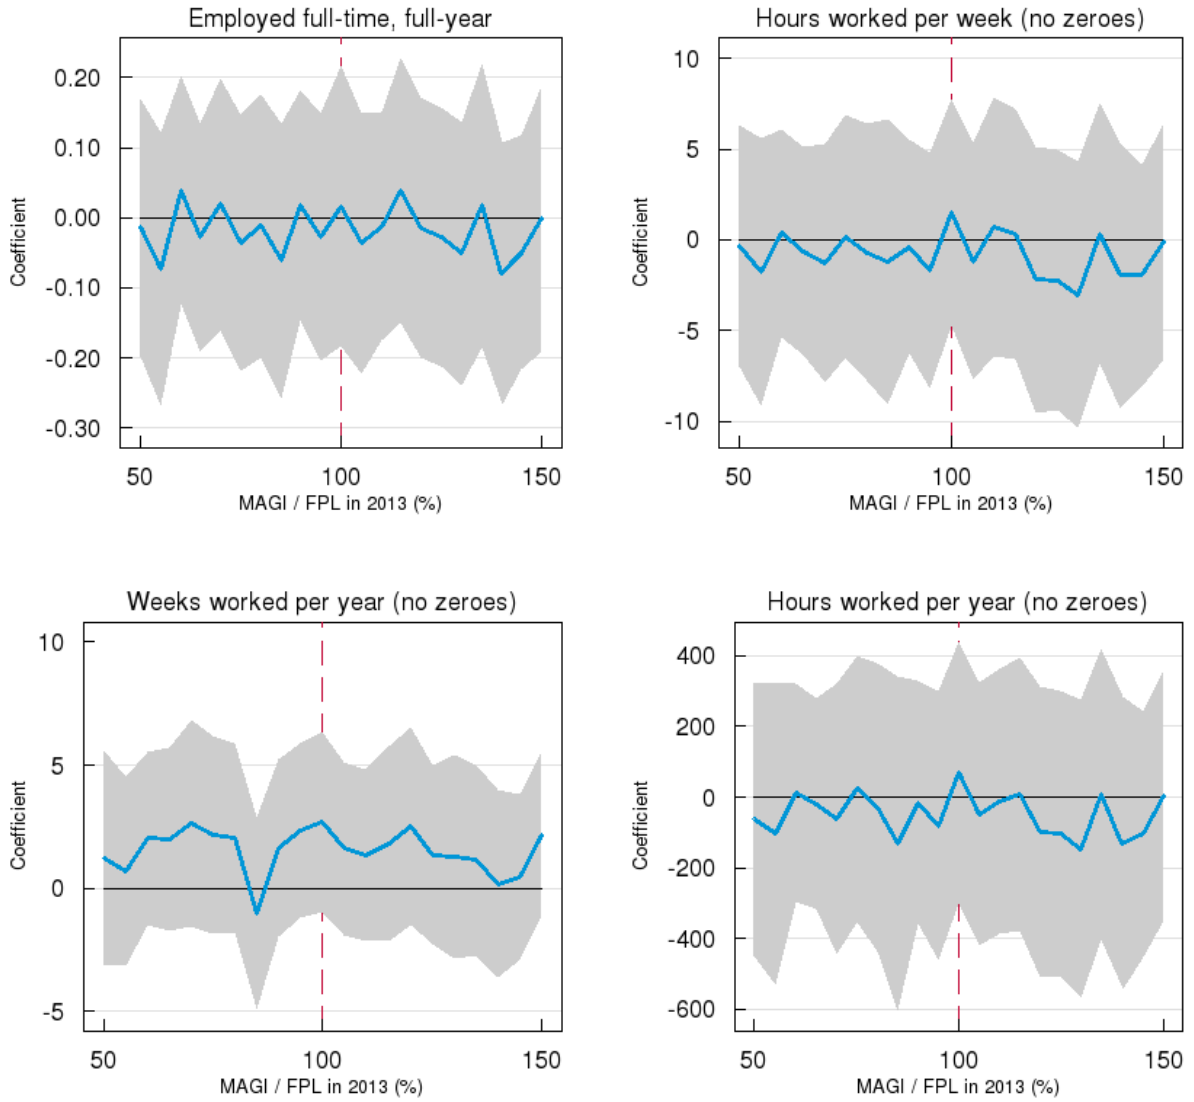 Employed full-time, full-year
0.20
0.10
0.00
-0.10
-0.20
-0.30
Coefficient
50
100
150
MAGI / FPL in 2013 (%)
Hours worked per week (no zeroes)
10
5
0
-5
-10
Coefficient
50
100
150
MAGI / FPL in 2013 (%)
Weeks worked per year (no zeroes)
10
5
0
-5
Coefficient
50
100
150
MAGI / FPL in 2013 (%)
Hours worked per year (no zeroes)
400
200
0
-200
-400
-600
Coefficient
50
100
150
MAGI / FPL in 2013 (%)